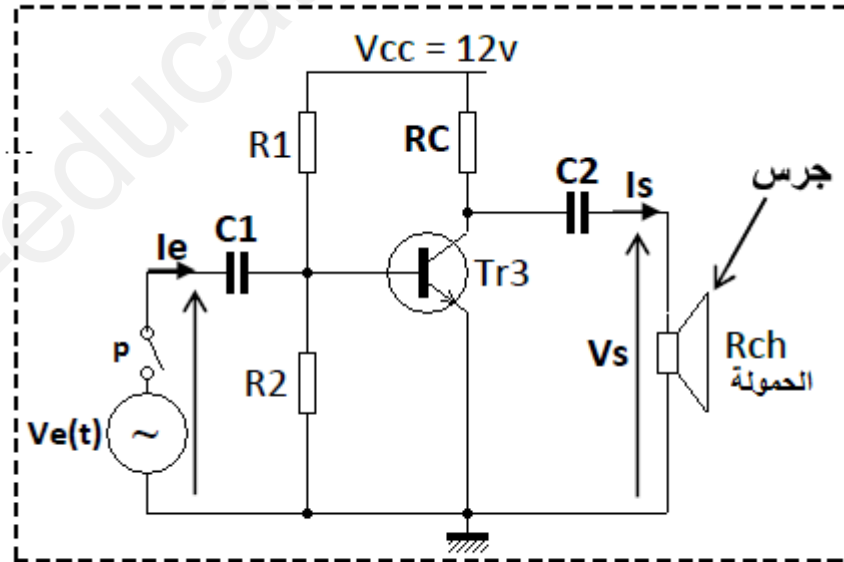 Vcc = 12v
R1
RC
C2
Is
جرس
Ie
C1
Tr3
p
R2
Vs
Rch
الحمولة
Ve(t)
~